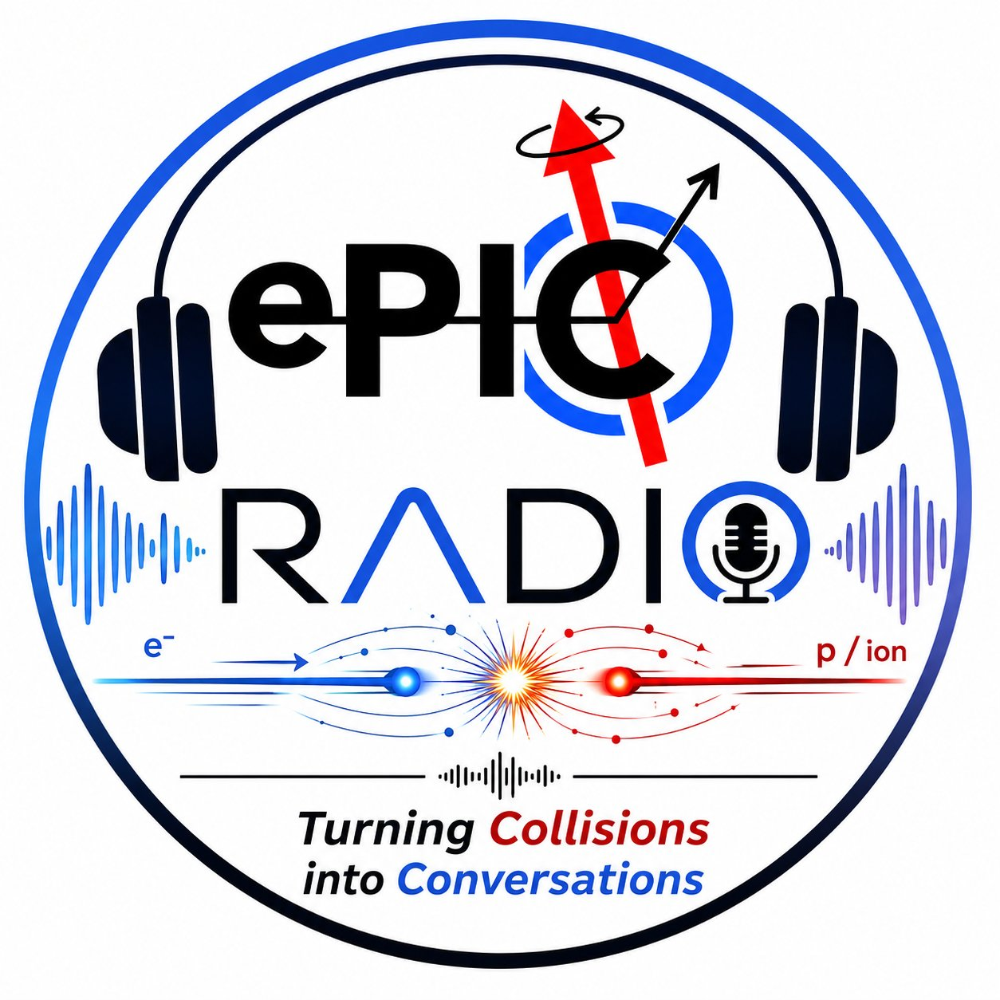 ePIC
RADIO
e⁻
p / ion
Turning Collisions
into Conversations